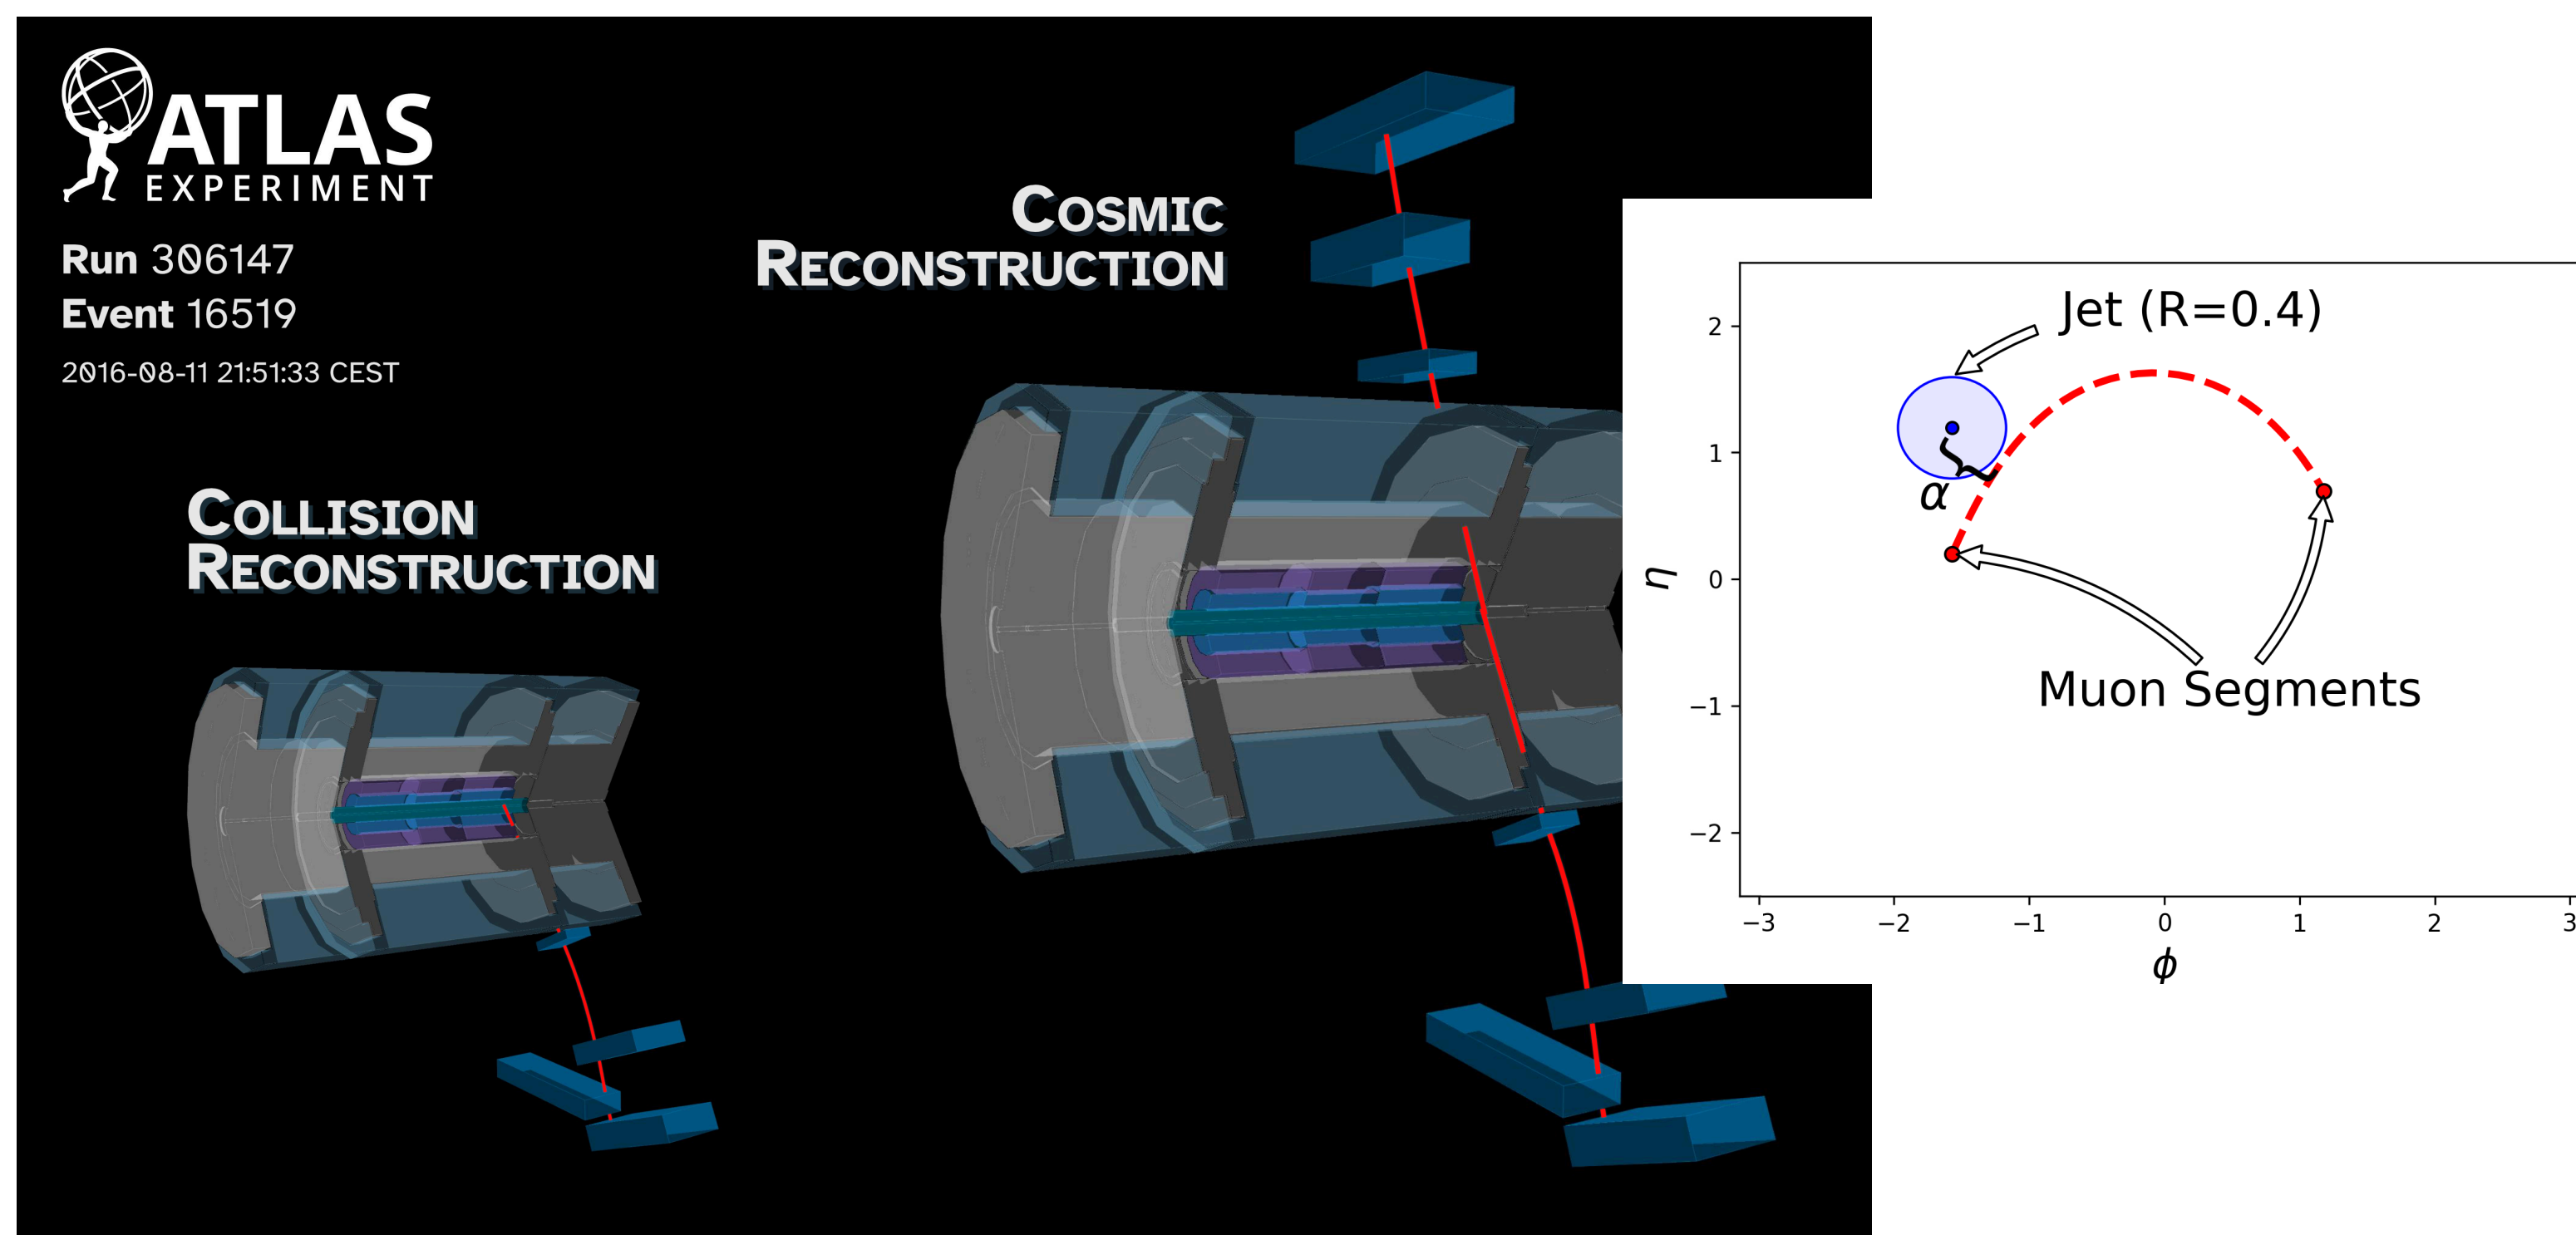 ATLAS
EXPERIMENT
Run 306147
Event 16519
2016-08-11 21:51:33 CEST
COSMIC
RECONSTRUCTION
COLLISION
RECONSTRUCTION
Jet (R=0.4)
α
Muon Segments
η
2
1
0
−1
−2
−3 −2 −1 0 1 2 3
ϕ